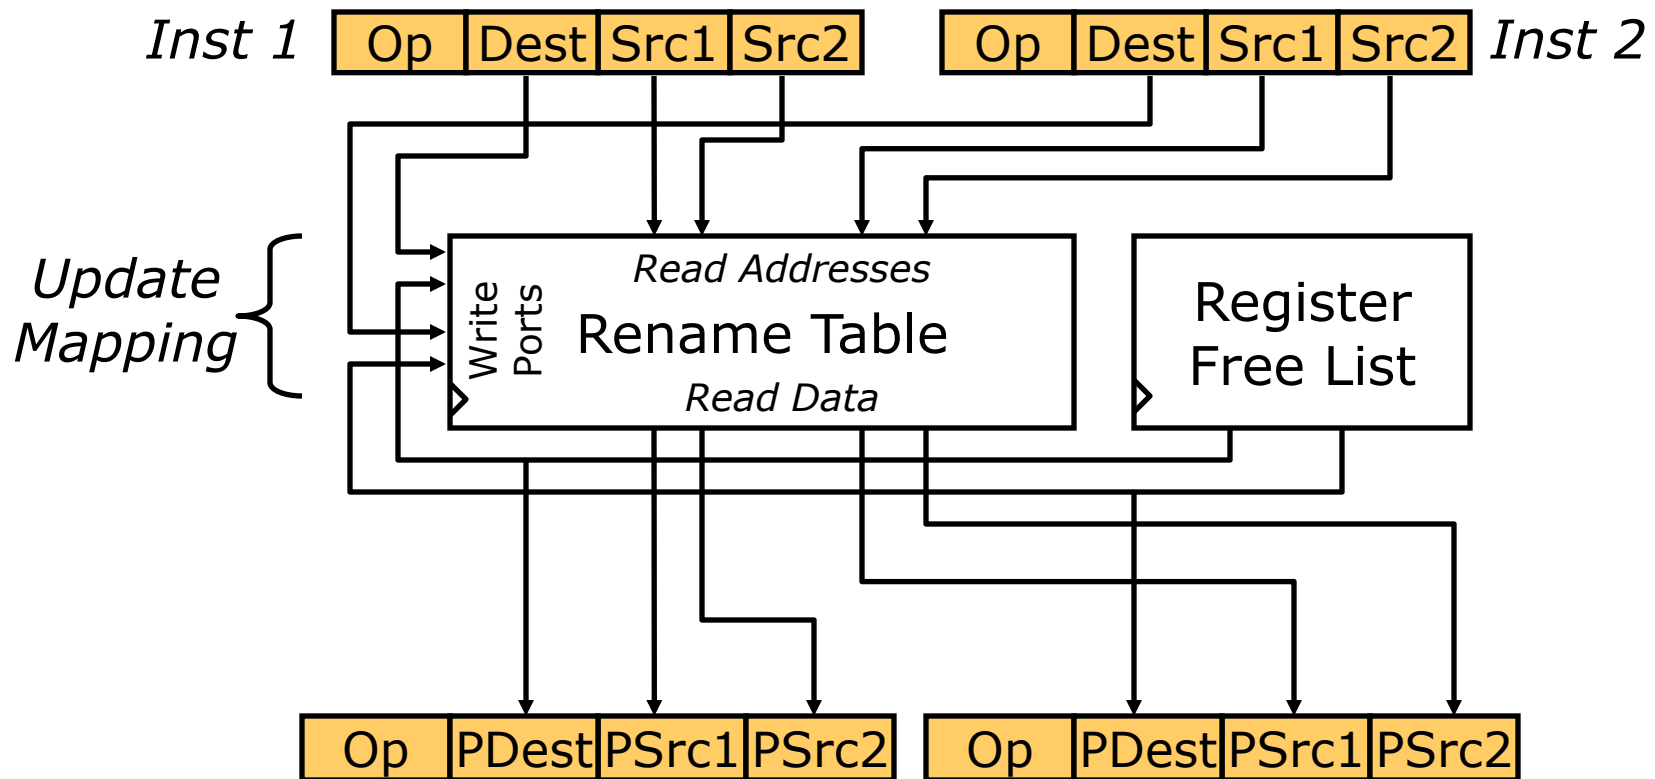 Inst 1
Op Dest Src1 Src2
Op Dest Src1 Src2
Inst 2
Update
Mapping
Write
Ports
Read Addresses
Rename Table
Read Data
Register
Free List
Op PDest PSrc1 PSrc2
Op PDest PSrc1 PSrc2